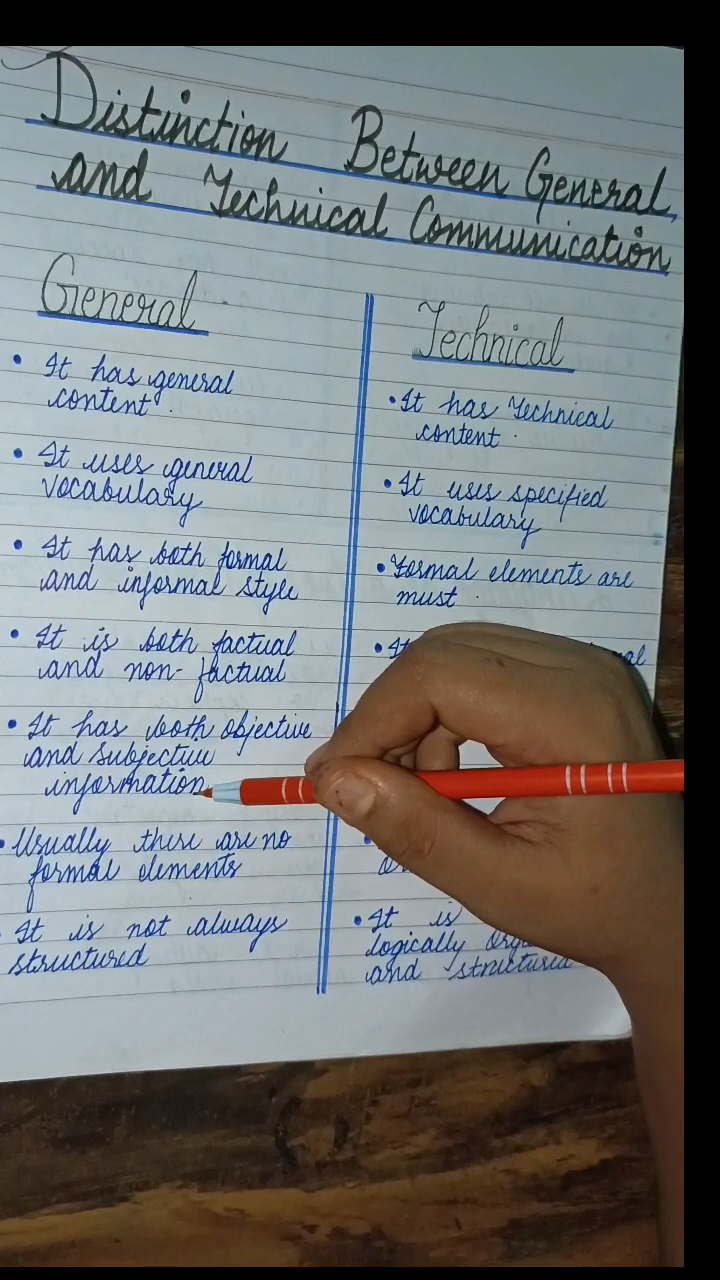 Distinction Between General
and Technical Communication
General
• It has general
content.
• It uses general
vocabulary
• It has both formal
and informal style
• It is both factual
and non-factual
• It has both objective
and subjective
information
• Usually there are no
formal elements
It is not always
structured
Technical
• It has Technical
content.
• It uses specified
vocabulary
• Formal elements are
must.
• It
• It is
logically
and structured